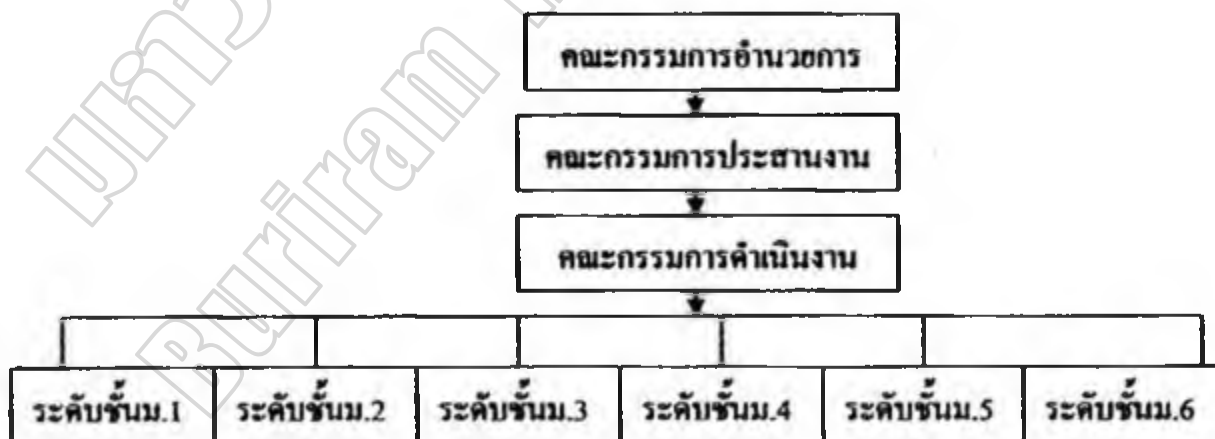 คณะกรรมการอำนวยการ
คณะกรรมการประสานงาน
คณะกรรมการดำเนินงาน
ระดับชั้นม.1 ระดับชั้นม.2 ระดับชั้นม.3 ระดับชั้นม.4 ระดับชั้นม.5 ระดับชั้นม.6
Buriram